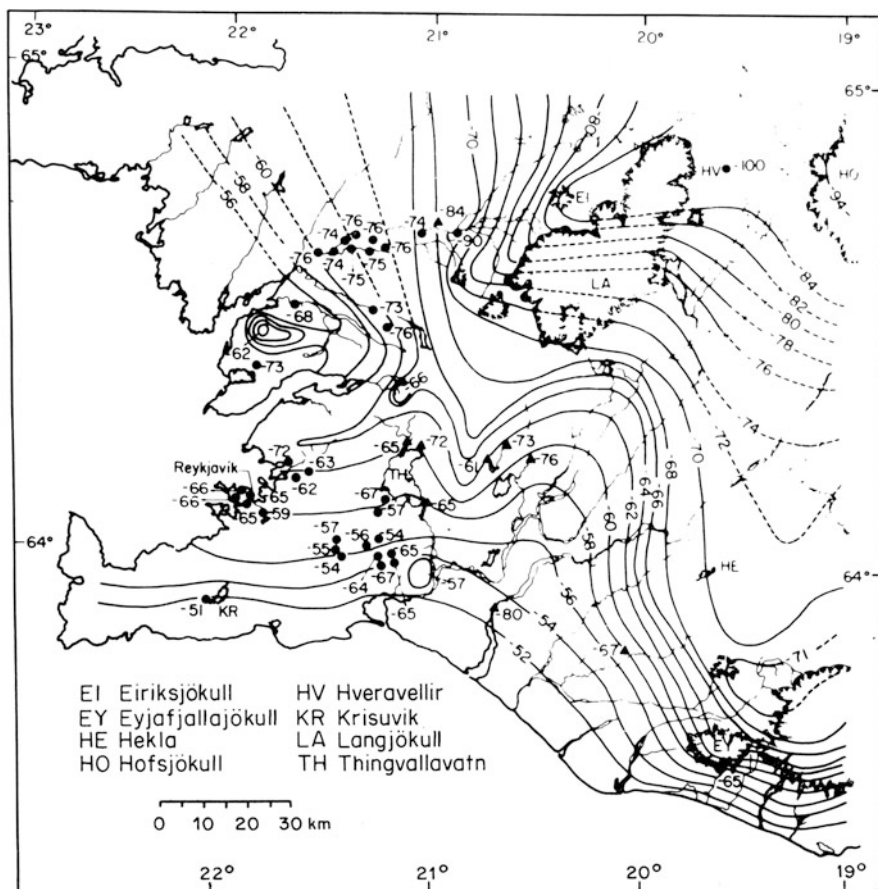 23° 22° 21° 20° 19°
65° 65°
-80
-70
-60
-58
-56
EI
HV -100
HO
94
-84
-76
-76 -74 -76 -74
-74 -76
-76 -75
-75
-90
LA
84
82
80
78
-76
-68 -73
-76
62
-73
-66
74
72
70
-72 -65 -72 -73
-63
-76
Reykjavik TH
-62
68
-66 -65 -67 -65
-66
64
66
65 -59 -57
62
60
64° 64°
-57 -56 -54
58
-55 -65
-54
HE
-64 -67 -57
56
-51 KR -65 -80
-54
-52
-67
71
EI Eiriksjökull HV Hveravellir
EY Eyjafjallajökull KR Krisuvik
HE Hekla LA Langjökull
HO Hofsjökull TH Thingvallavatn
EY
-65
0 10 20 30 km
22° 21° 20° 19°